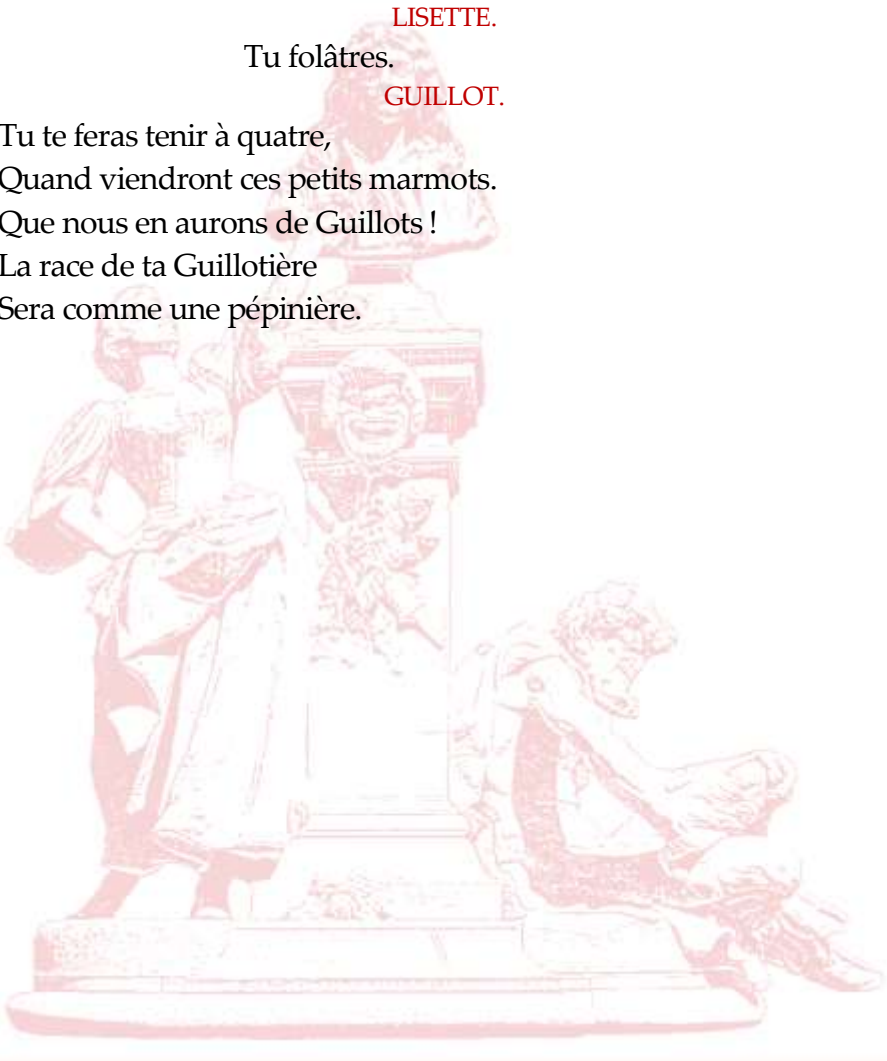 LISETTE.
Tu folâtres.
GUILLOT.
Tu te feras tenir à quatre,
Quand viendront ces petits marmots.
Que nous en aurons de Guillots !
La race de ta Guillotière
Sera comme une pépinière.